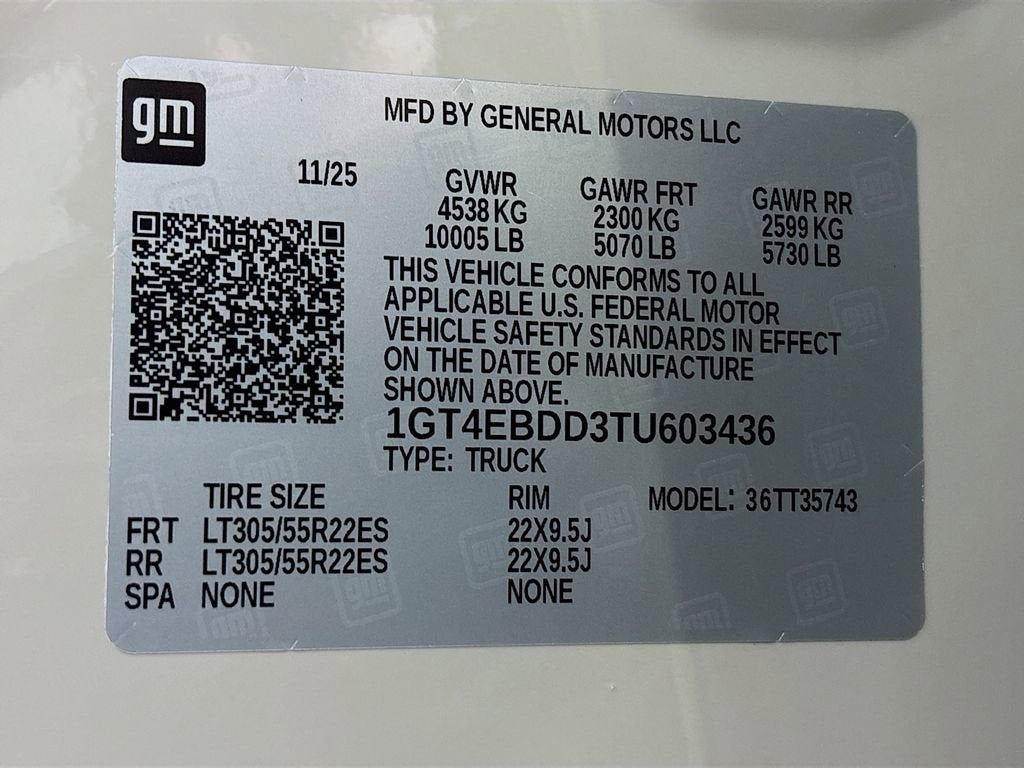 gm
MFD BY GENERAL MOTORS LLC
11/25
GVWR GAWR FRT GAWR RR
4538 KG 2300 KG 2599 KG
10005 LB 5070 LB 5730 LB
THIS VEHICLE CONFORMS TO ALL
APPLICABLE U.S. FEDERAL MOTOR
VEHICLE SAFETY STANDARDS IN EFFECT
ON THE DATE OF MANUFACTURE
SHOWN ABOVE.
1GT4EBDD3TU603436
TYPE: TRUCK
TIRE SIZE RIM MODEL: 36TT35743
FRT LT305/55R22ES 22X9.5J
RR LT305/55R22ES 22X9.5J
SPA NONE NONE